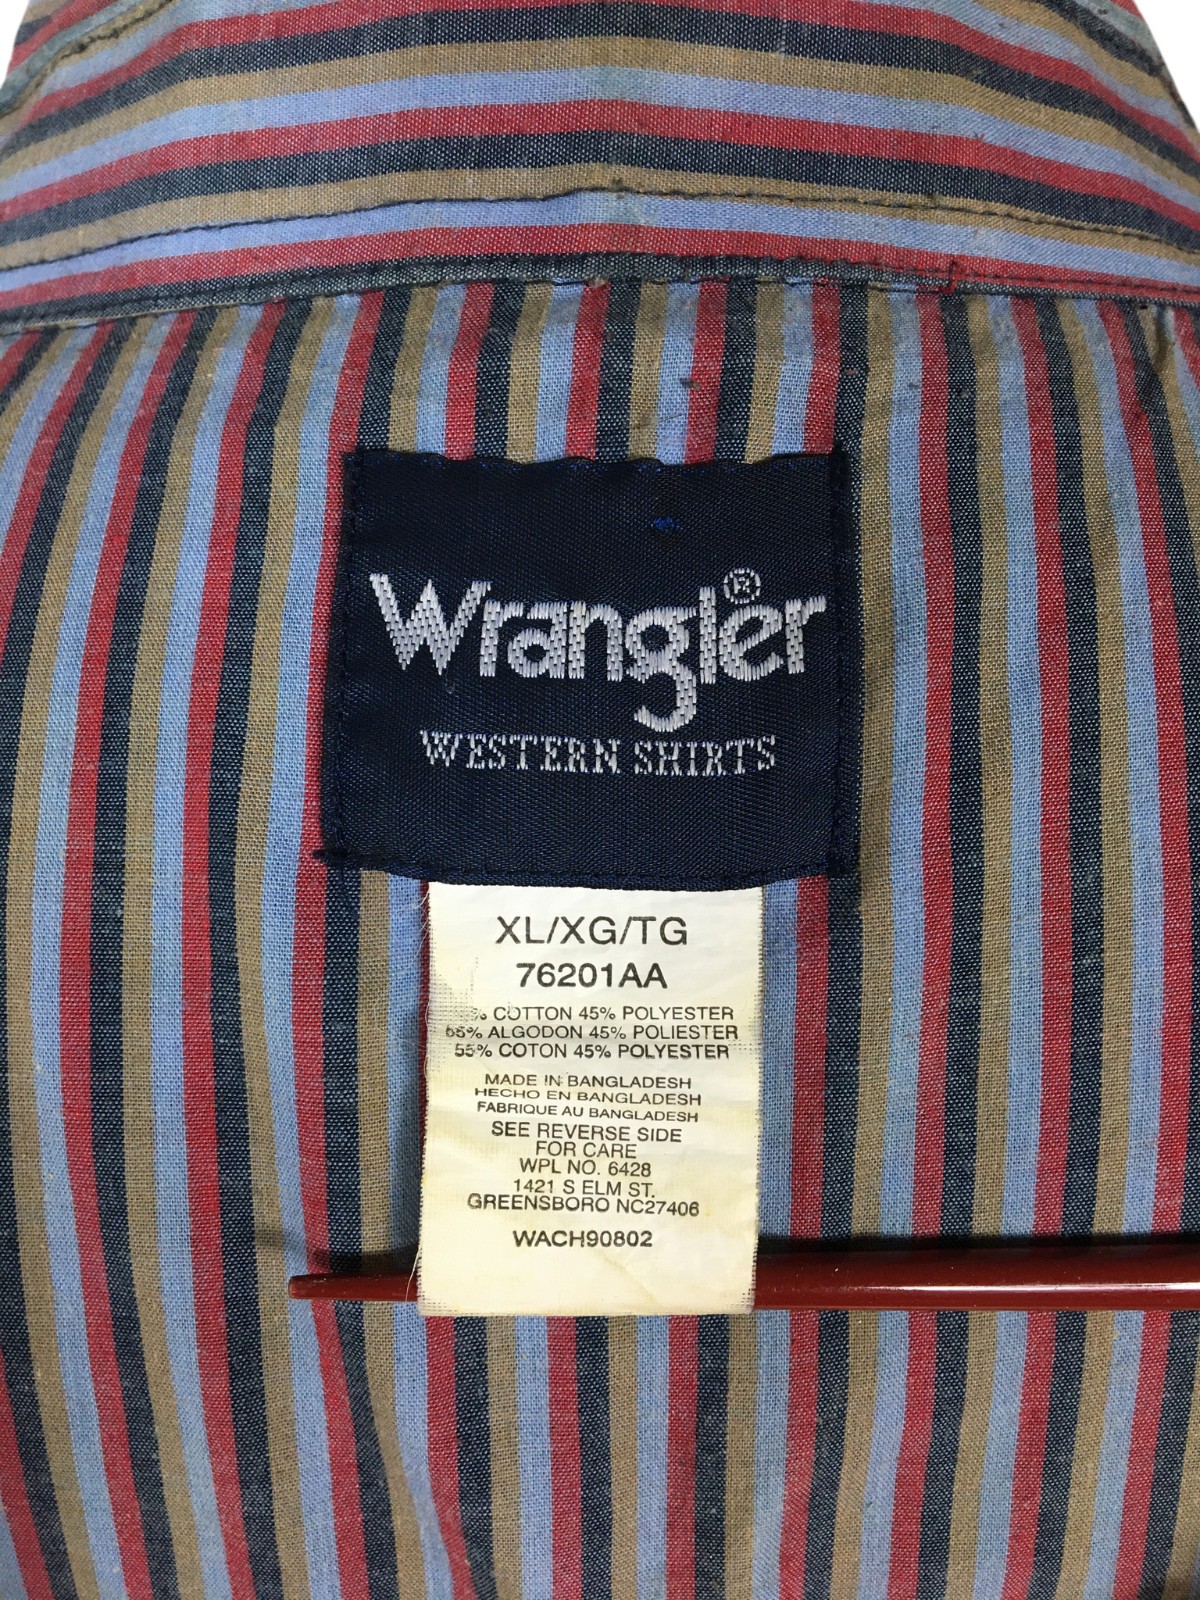 Wrangler®
WESTERN SHIRTS
XL/XG/TG
76201AA
% COTTON 45% POLYESTER
55% ALGODON 45% POLIESTER
55% COTON 45% POLYESTER
MADE IN BANGLADESH
HECHO EN BANGLADESH
FABRIQUE AU BANGLADESH
SEE REVERSE SIDE
FOR CARE
WPL NO. 6428
1421 S ELM ST.
GREENSBORO NC27406
WACH90802